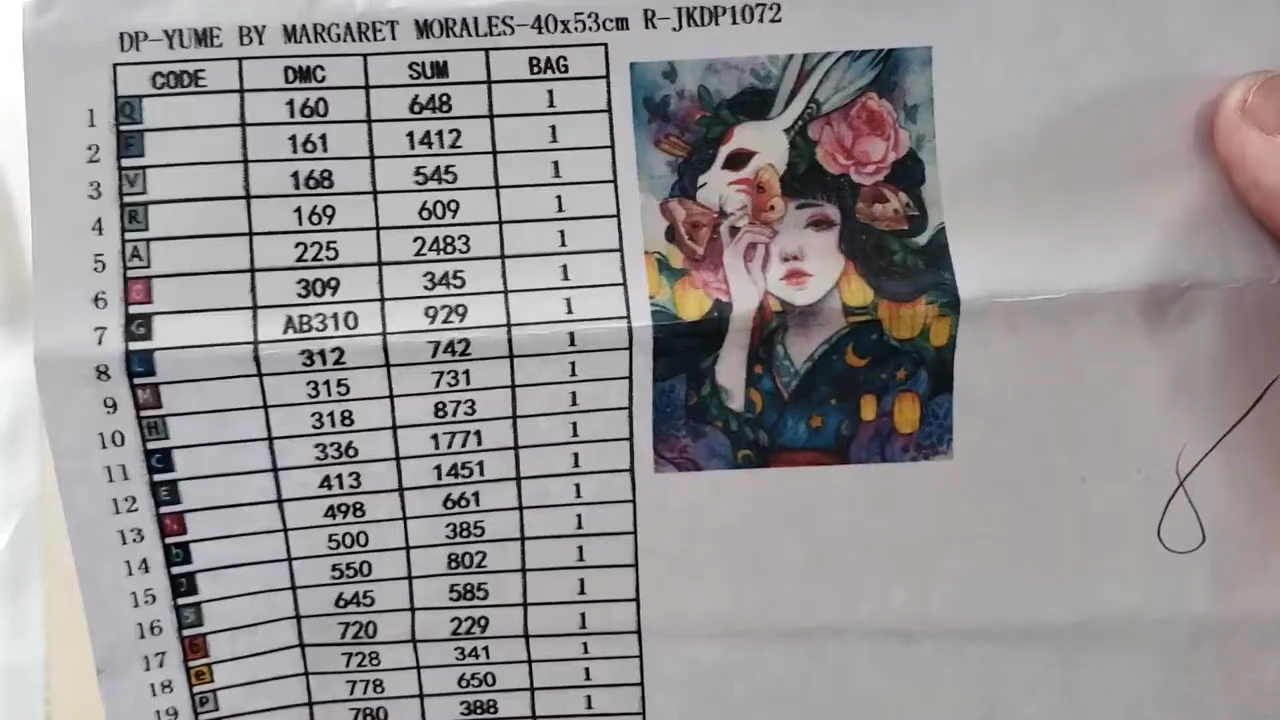 DP-YUME BY MARGARET MORALES-40x53cm R-JKDP1072
CODE DMC SUM BAG
1 Q 160 648 1
2 F 161 1412 1
3 V 168 545 1
4 R 169 609 1
5 A 225 2483 1
6 309 345 1
7 G AB310 929 1
8 312 742 1
9 M 315 731 1
10 H 318 873 1
11 C 336 1771 1
12 E 413 1451 1
13 498 661 1
14 b 500 385 1
15 J 550 802 1
16 S 645 585 1
17 720 229 1
18 e 728 341 1
19 P 778 650 1
780 388 1